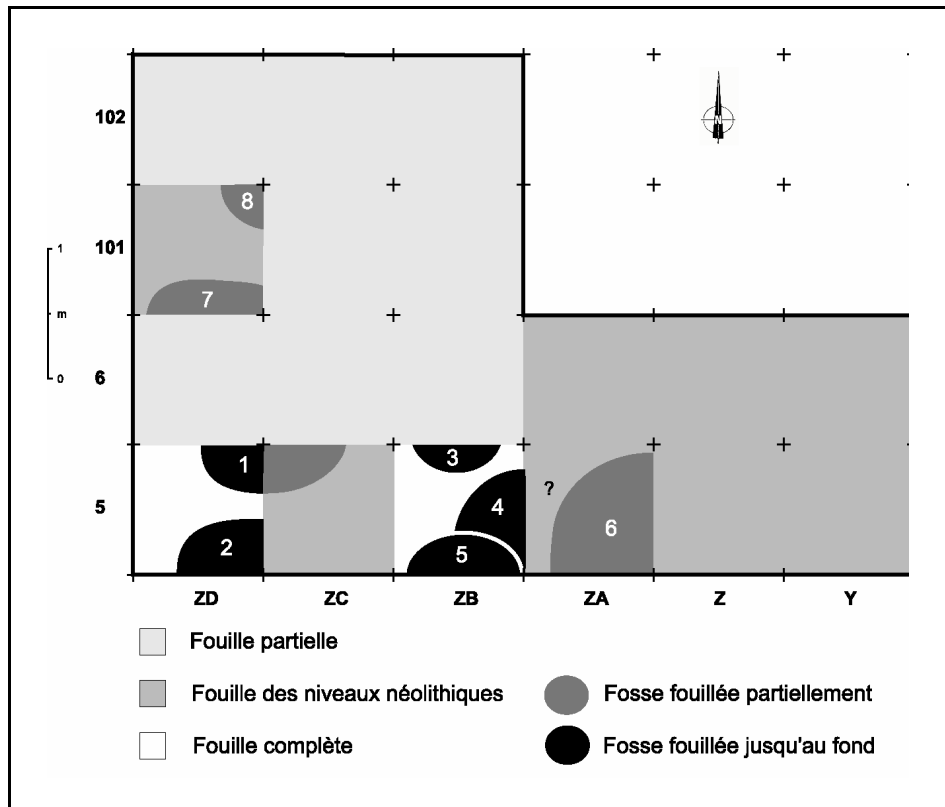 102
8
101
1
m
0
7
6
1
3
5
4
?
6
2
5
ZD ZC ZB ZA Z Y
Fouille partielle
Fouille des niveaux néolithiques
Fosse fouillée partiellement
Fouille complète
Fosse fouillée jusqu'au fond